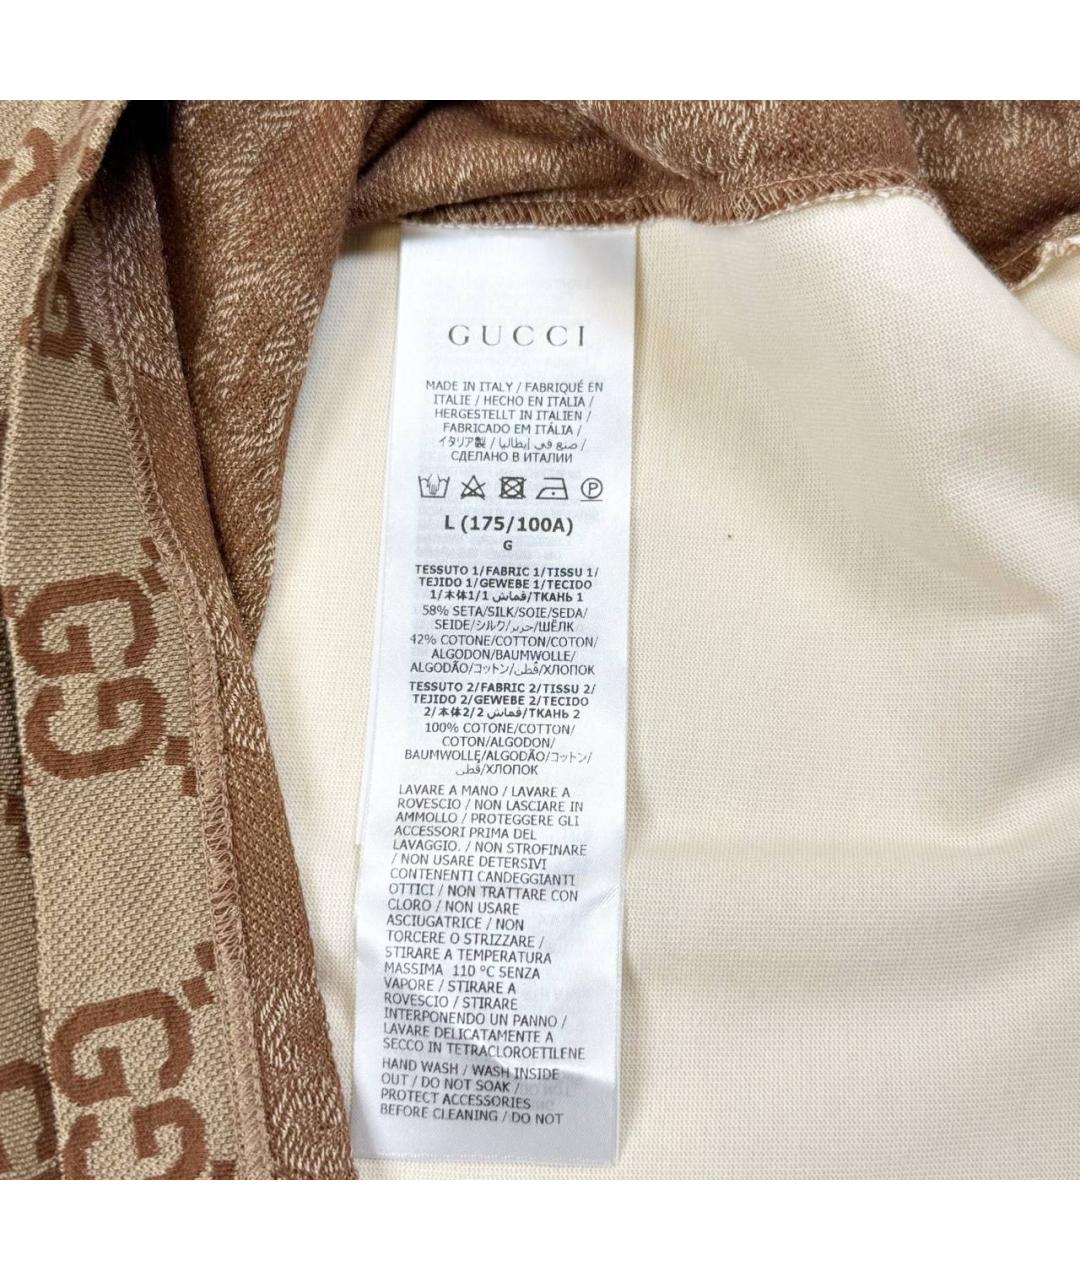 GUCCI
MADE IN ITALY / FABRIQUÉ EN
ITALIE / HECHO EN ITALIA /
HERGESTELLT IN ITALIEN /
FABRICADO EM ITÁLIA /
イタリア製 / صنع في إيطاليا /
СДЕЛАНО В ИТАЛИИ
P
L (175/100A)
G
TESSUTO 1/FABRIC 1/TISSU 1/
TEJIDO 1/GEWEBE 1/TECIDO
1/本体1/قماش 1/ТКАНЬ 1
58% SETA/SILK/SOIE/SEDA/
SEIDE/シルク/حرير/ШЁЛК
42% COTONE/COTTON/COTON/
ALGODON/BAUMWOLLE/
ALGODÃO/コットン/قطن/ХЛОПОК
TESSUTO 2/FABRIC 2/TISSU 2/
TEJIDO 2/GEWEBE 2/TECIDO
2/本体2/قماش 2/ТКАНЬ 2
100% COTONE/COTTON/
COTON/ALGODON/
BAUMWOLLE/ALGODÃO/コットン/
قطن/ХЛОПОК
LAVARE A MANO / LAVARE A
ROVESCIO / NON LASCIARE IN
AMMOLLO / PROTEGGERE GLI
ACCESSORI PRIMA DEL
LAVAGGIO. / NON STROFINARE
/ NON USARE DETERSIVI
CONTENENTI CANDEGGIANTI
OTTICI / NON TRATTARE CON
CLORO / NON USARE
ASCIUGATRICE / NON
TORCERE O STRIZZARE /
STIRARE A TEMPERATURA
MASSIMA 110 °C SENZA
VAPORE / STIRARE A
ROVESCIO / STIRARE
INTERPONENDO UN PANNO /
LAVARE DELICATAMENTE A
SECCO IN TETRACLOROETILENE
HAND WASH / WASH INSIDE
OUT / DO NOT SOAK /
PROTECT ACCESSORIES
BEFORE CLEANING / DO NOT